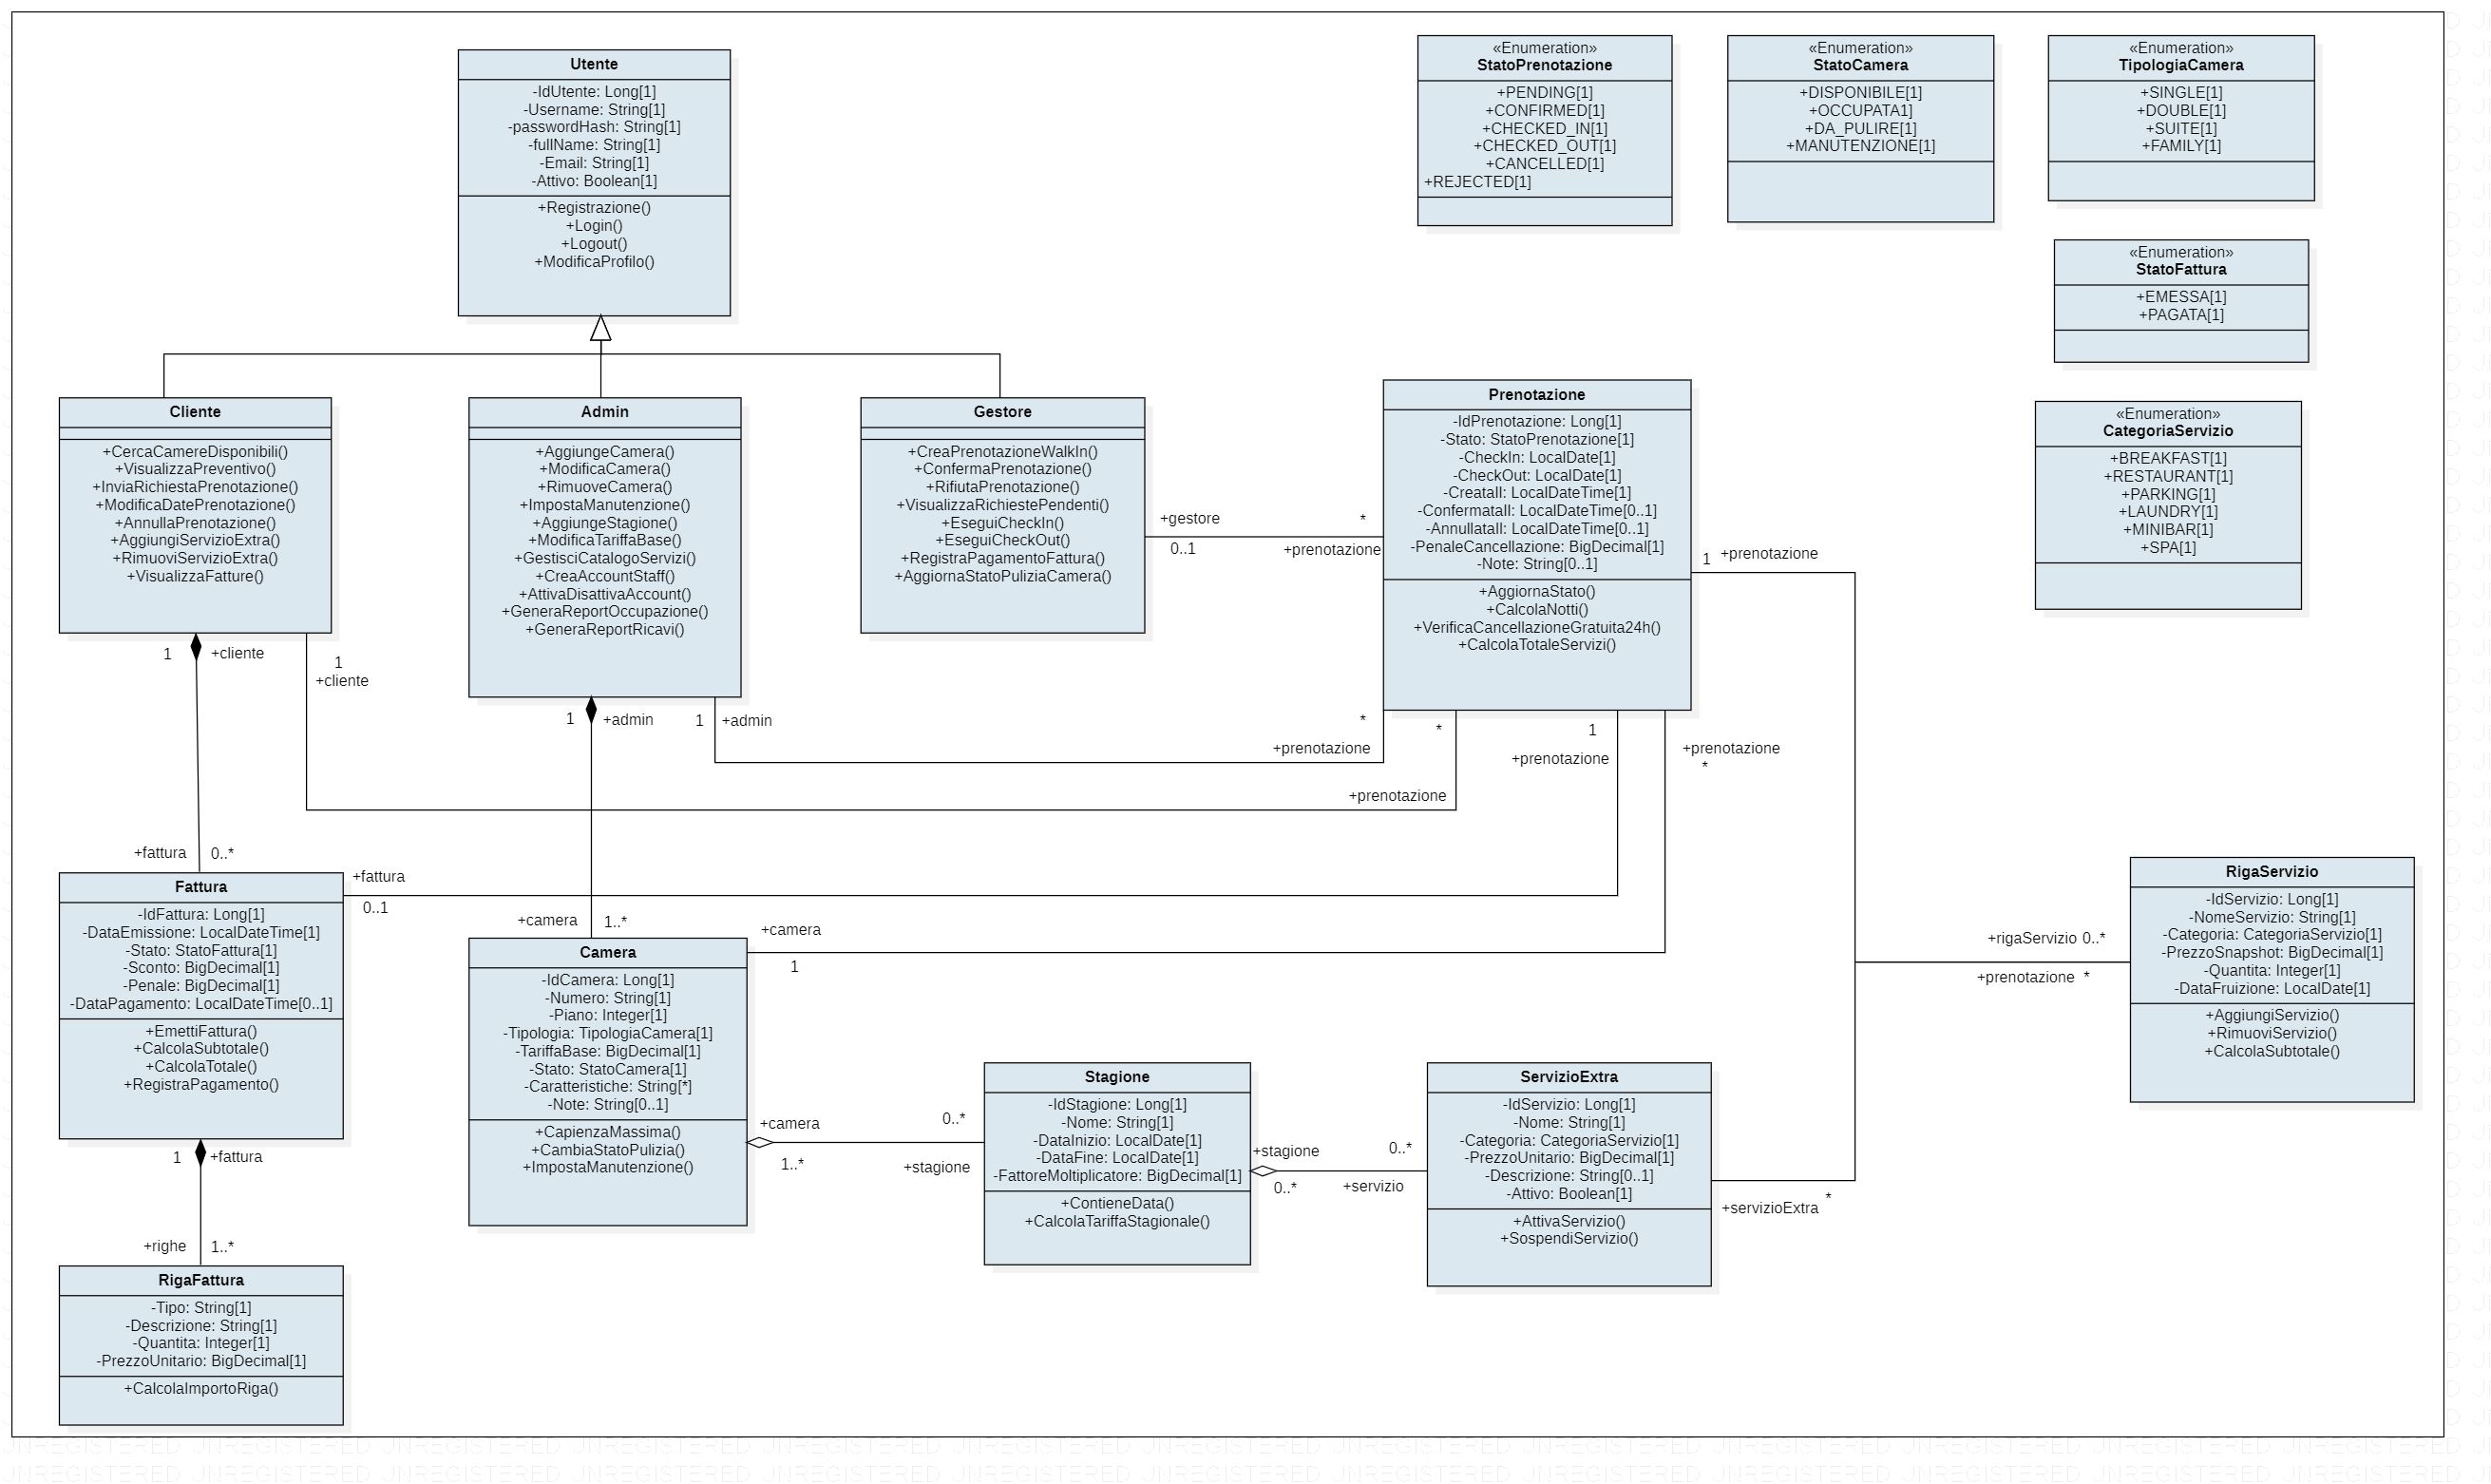 Utente
-IdUtente: Long[1]
-Username: String[1]
-passwordHash: String[1]
-fullName: String[1]
-Email: String[1]
-Attivo: Boolean[1]
+Registrazione()
+Login()
+Logout()
+ModificaProfilo()
«Enumeration»
StatoPrenotazione
+PENDING[1]
+CONFIRMED[1]
+CHECKED_IN[1]
+CHECKED_OUT[1]
+CANCELLED[1]
+REJECTED[1]
«Enumeration»
StatoCamera
+DISPONIBILE[1]
+OCCUPATA1]
+DA_PULIRE[1]
+MANUTENZIONE[1]
«Enumeration»
TipologiaCamera
+SINGLE[1]
+DOUBLE[1]
+SUITE[1]
+FAMILY[1]
«Enumeration»
StatoFattura
+EMESSA[1]
+PAGATA[1]
«Enumeration»
CategoriaServizio
+BREAKFAST[1]
+RESTAURANT[1]
+PARKING[1]
+LAUNDRY[1]
+MINIBAR[1]
+SPA[1]
Cliente
+CercaCamereDisponibili()
+VisualizzaPreventivo()
+InviaRichiestaPrenotazione()
+ModificaDatePrenotazione()
+AnnullaPrenotazione()
+AggiungiServizioExtra()
+RimuoviServizioExtra()
+VisualizzaFatture()
Admin
+AggiungeCamera()
+ModificaCamera()
+RimuoveCamera()
+ImpostaManutenzione()
+AggiungeStagione()
+ModificaTariffaBase()
+GestisciCatalogoServizi()
+CreaAccountStaff()
+AttivaDisattivaAccount()
+GeneraReportOccupazione()
+GeneraReportRicavi()
Gestore
+CreaPrenotazioneWalkIn()
+ConfermaPrenotazione()
+RifiutaPrenotazione()
+VisualizzaRichiestePendenti()
+EseguiCheckIn()
+EseguiCheckOut()
+RegistraPagamentoFattura()
+AggiornaStatoPuliziaCamera()
+gestore
0..1
*
+prenotazione
Prenotazione
-IdPrenotazione: Long[1]
-Stato: StatoPrenotazione[1]
-CheckIn: LocalDate[1]
-CheckOut: LocalDate[1]
-CreataIl: LocalDateTime[1]
-ConfermataIl: LocalDateTime[0..1]
-AnnullataIl: LocalDateTime[0..1]
-PenaleCancellazione: BigDecimal[1]
-Note: String[0..1]
+AggiornaStato()
+CalcolaNotti()
+VerificaCancellazioneGratuita24h()
+CalcolaTotaleServizi()
1
+prenotazione
1
+cliente
1
+cliente
1
+admin
1
+admin
*
+prenotazione
*
+prenotazione
1
+prenotazione
+prenotazione
*
+fattura
0..*
+fattura
0..1
+camera
1..*
+camera
1
Fattura
-IdFattura: Long[1]
-DataEmissione: LocalDateTime[1]
-Stato: StatoFattura[1]
-Sconto: BigDecimal[1]
-Penale: BigDecimal[1]
-DataPagamento: LocalDateTime[0..1]
+EmettiFattura()
+CalcolaSubtotale()
+CalcolaTotale()
+RegistraPagamento()
Camera
-IdCamera: Long[1]
-Numero: String[1]
-Piano: Integer[1]
-Tipologia: TipologiaCamera[1]
-TariffaBase: BigDecimal[1]
-Stato: StatoCamera[1]
-Caratteristiche: String[*]
-Note: String[0..1]
+CapienzaMassima()
+CambiaStatoPulizia()
+ImpostaManutenzione()
+camera
1..*
0..*
+stagione
Stagione
-IdStagione: Long[1]
-Nome: String[1]
-DataInizio: LocalDate[1]
-DataFine: LocalDate[1]
-FattoreMoltiplicatore: BigDecimal[1]
+ContieneData()
+CalcolaTariffaStagionale()
+stagione
0..*
0..*
+servizio
ServizioExtra
-IdServizio: Long[1]
-Nome: String[1]
-Categoria: CategoriaServizio[1]
-PrezzoUnitario: BigDecimal[1]
-Descrizione: String[0..1]
-Attivo: Boolean[1]
+AttivaServizio()
+SospendiServizio()
*
+servizioExtra
+rigaServizio 0..*
+prenotazione *
RigaServizio
-IdServizio: Long[1]
-NomeServizio: String[1]
-Categoria: CategoriaServizio[1]
-PrezzoSnapshot: BigDecimal[1]
-Quantita: Integer[1]
-DataFruizione: LocalDate[1]
+AggiungiServizio()
+RimuoviServizio()
+CalcolaSubtotale()
1
+fattura
+righe
1..*
RigaFattura
-Tipo: String[1]
-Descrizione: String[1]
-Quantita: Integer[1]
-PrezzoUnitario: BigDecimal[1]
+CalcolaImportoRiga()